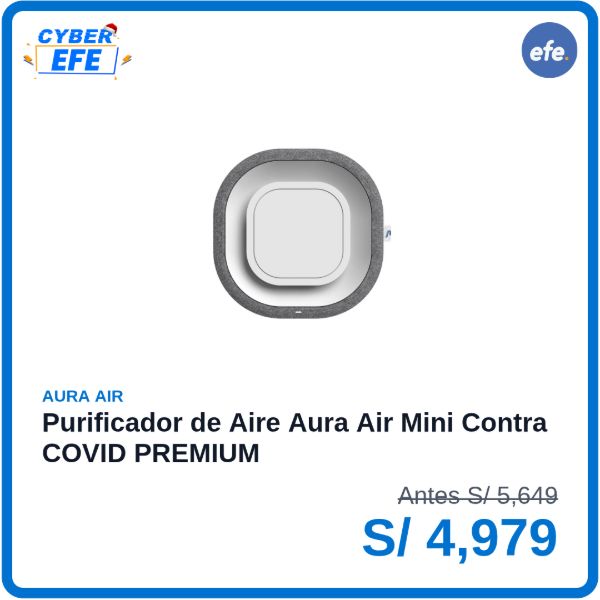 CYBER
EFE
efe.
AURA AIR
Purificador de Aire Aura Air Mini Contra
COVID PREMIUM
Antes S/ 5,649
S/ 4,979